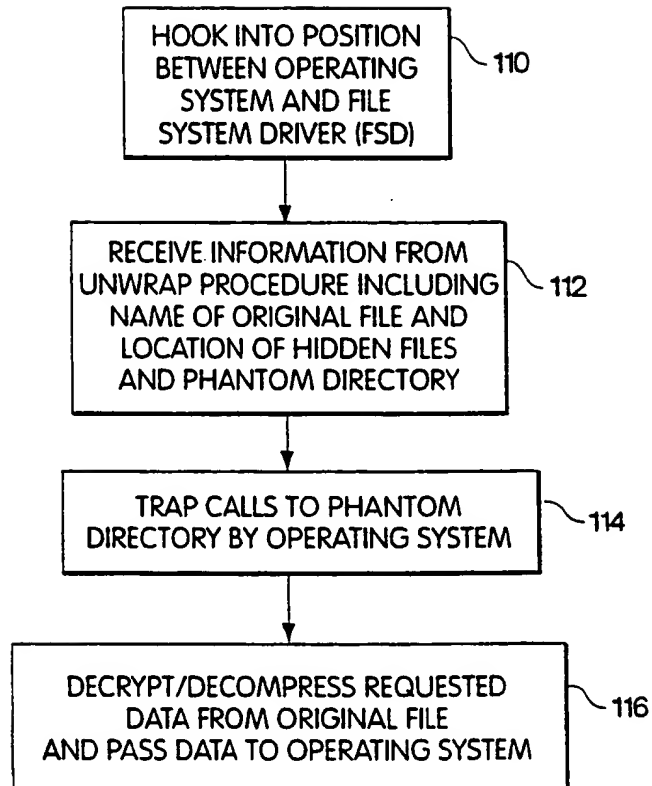 HOOK INTO POSITION
BETWEEN OPERATING
SYSTEM AND FILE
SYSTEM DRIVER (FSD)
110
RECEIVE INFORMATION FROM
UNWRAP PROCEDURE INCLUDING
NAME OF ORIGINAL FILE AND
LOCATION OF HIDDEN FILES
AND PHANTOM DIRECTORY
112
TRAP CALLS TO PHANTOM
DIRECTORY BY OPERATING SYSTEM
114
DECRYPT/DECOMPRESS REQUESTED
DATA FROM ORIGINAL FILE
AND PASS DATA TO OPERATING SYSTEM
116